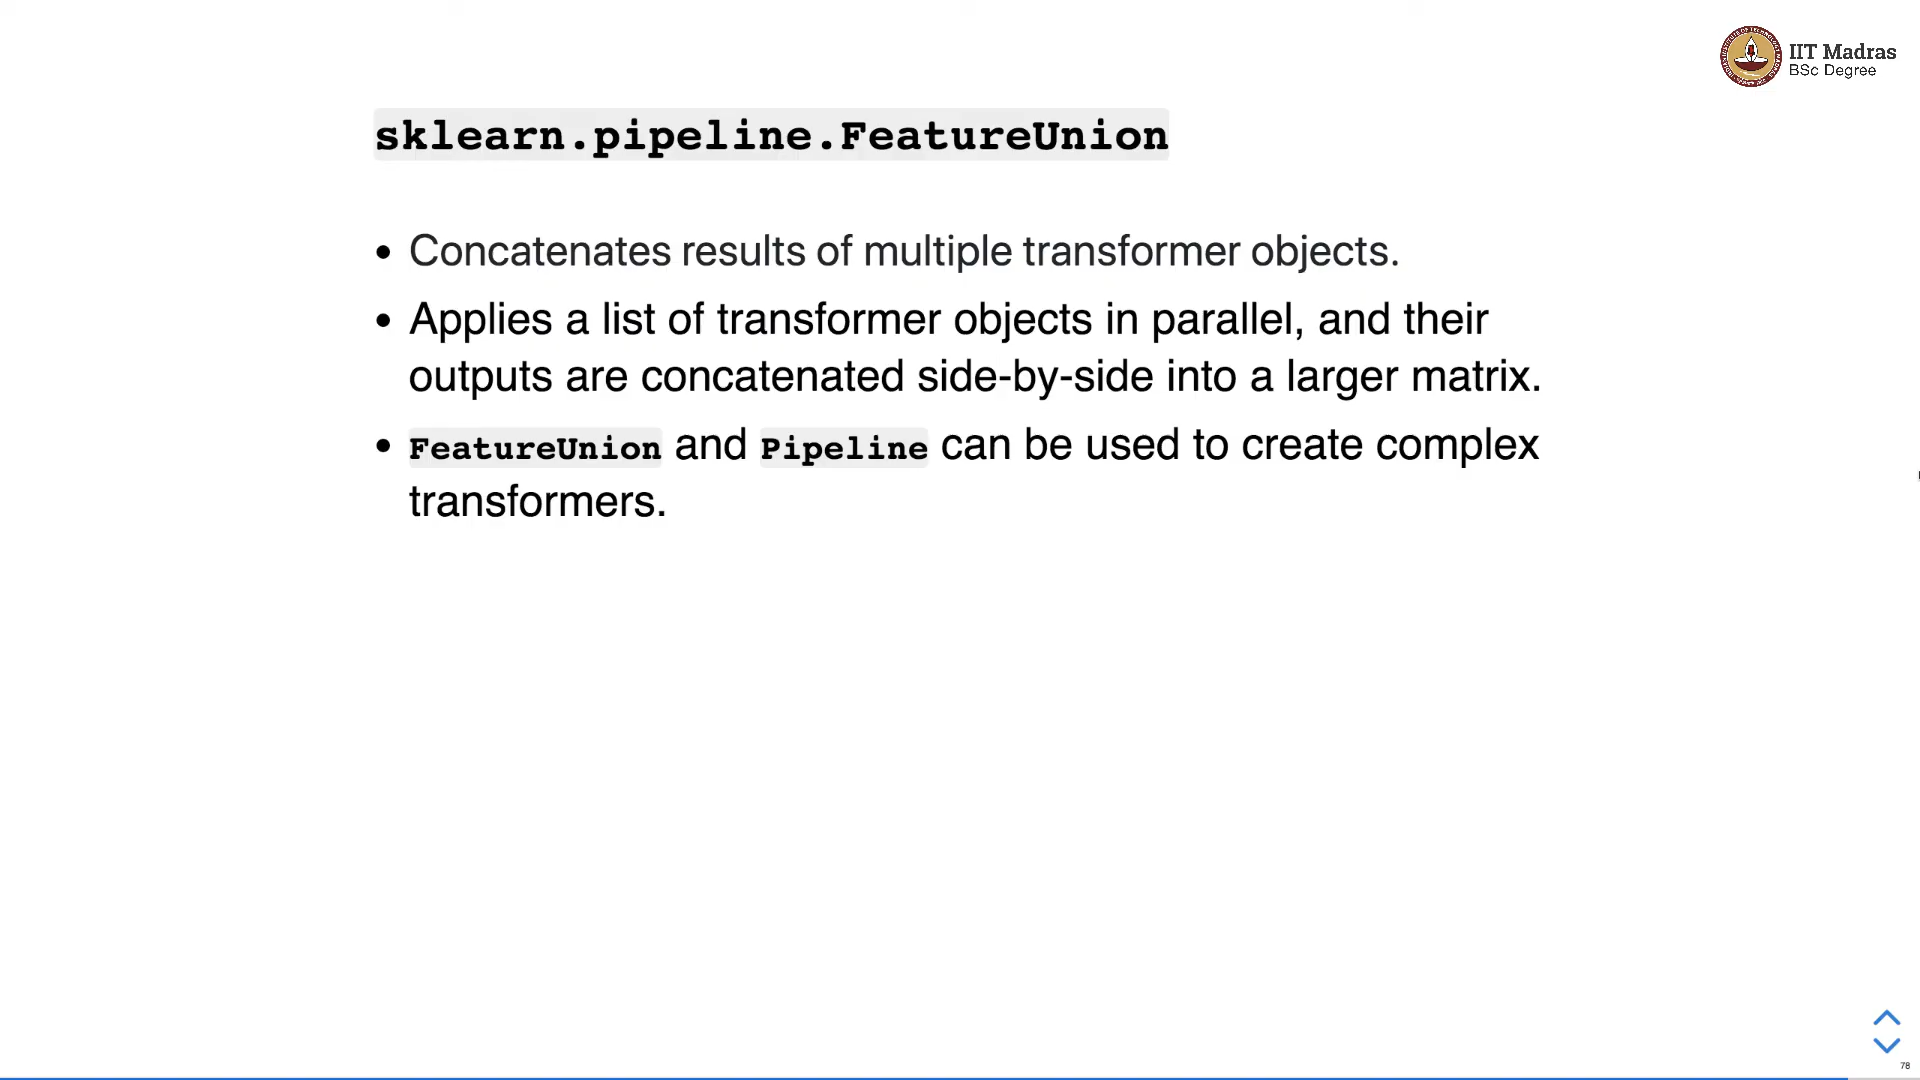 IIT Madras
BSc Degree
sklearn.pipeline.FeatureUnion
• Concatenates results of multiple transformer objects.
• Applies a list of transformer objects in parallel, and their
outputs are concatenated side-by-side into a larger matrix.
• FeatureUnion and Pipeline can be used to create complex
transformers.
78